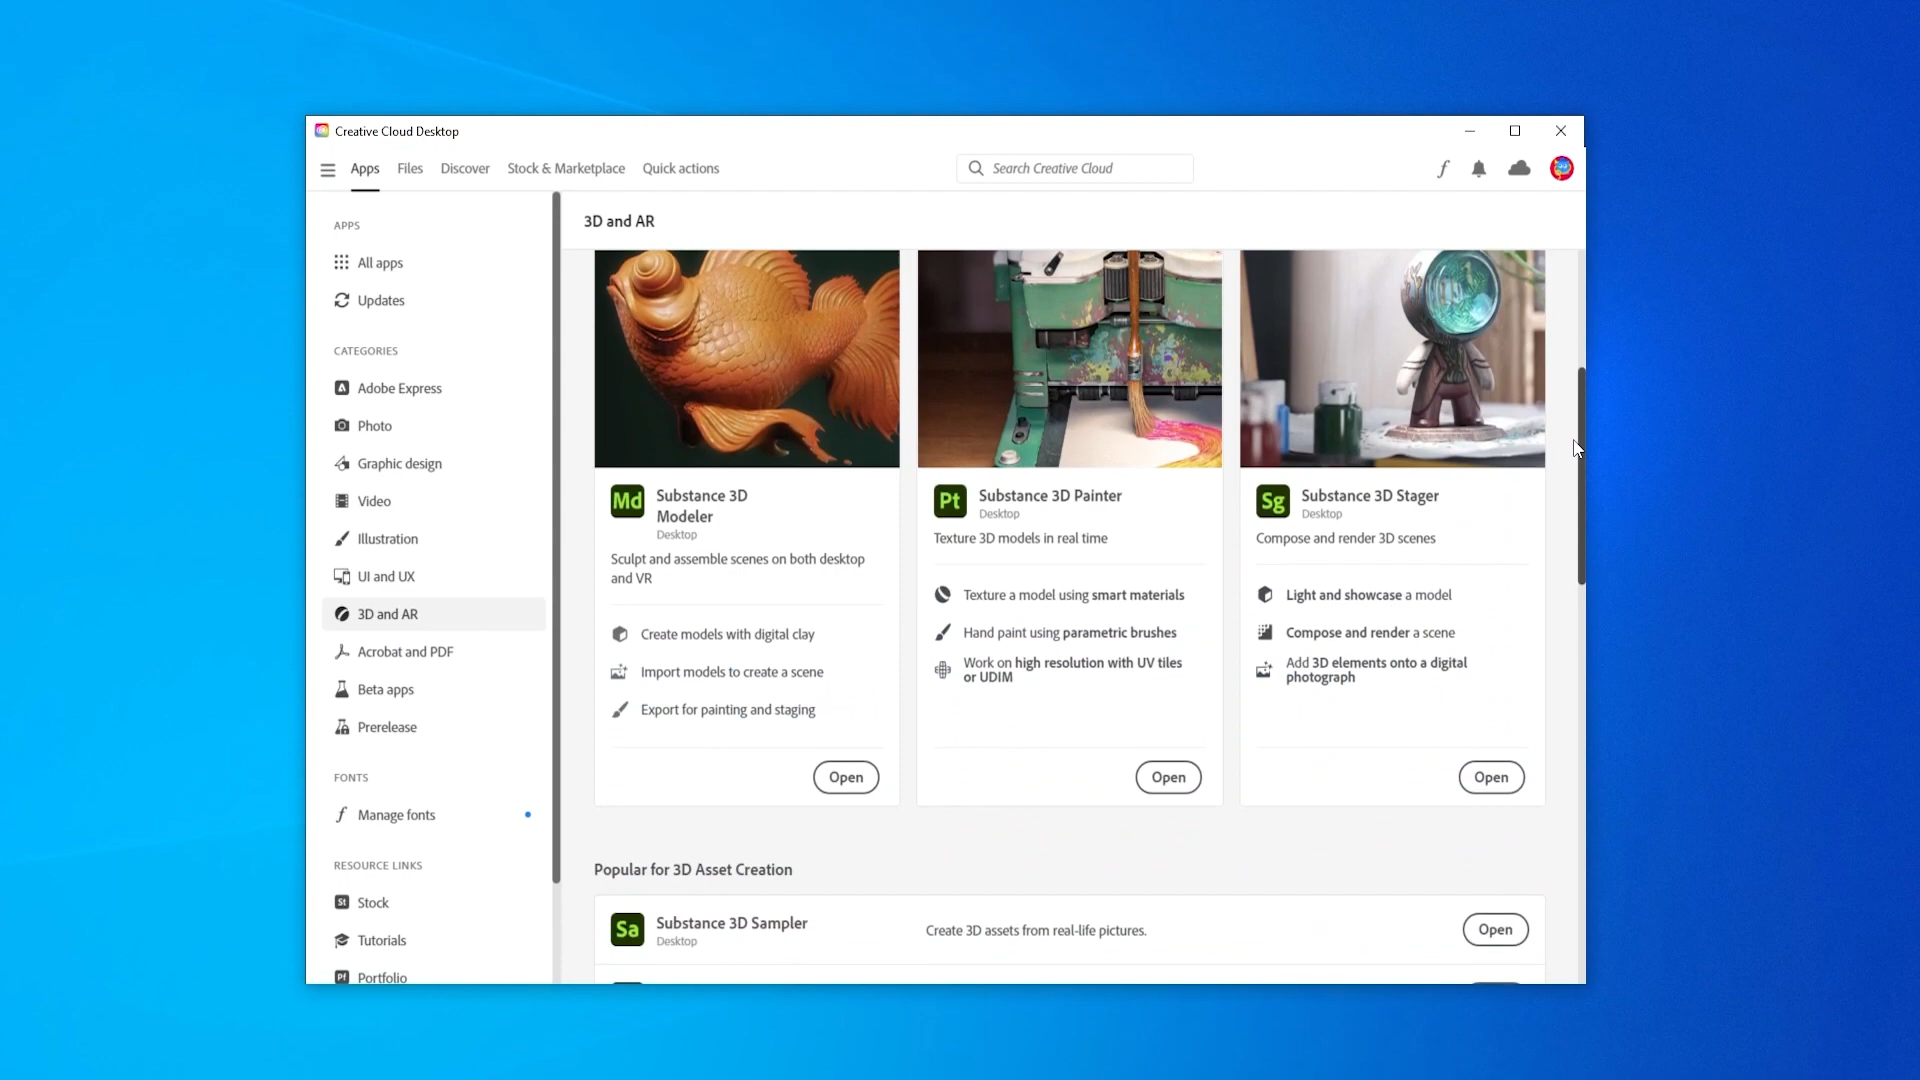 Creative Cloud Desktop
Apps
Files
Discover
Stock & Marketplace
Quick actions
Search Creative Cloud
APPS
All apps
Updates
CATEGORIES
Adobe Express
Photo
Graphic design
Video
Illustration
UI and UX
3D and AR
Acrobat and PDF
Beta apps
Prerelease
FONTS
Manage fonts
RESOURCE LINKS
St
Stock
Tutorials
Pf
Portfolio
3D and AR
Md
Substance 3D
Modeler
Desktop
Sculpt and assemble scenes on both desktop
and VR
Create models with digital clay
Import models to create a scene
Export for painting and staging
Open
Pt
Substance 3D Painter
Desktop
Texture 3D models in real time
Texture a model using smart materials
Hand paint using parametric brushes
Work on high resolution with UV tiles
or UDIM
Open
Sg
Substance 3D Stager
Desktop
Compose and render 3D scenes
Light and showcase a model
Compose and render a scene
Add 3D elements onto a digital
photograph
Open
Popular for 3D Asset Creation
Sa
Substance 3D Sampler
Desktop
Create 3D assets from real-life pictures.
Open